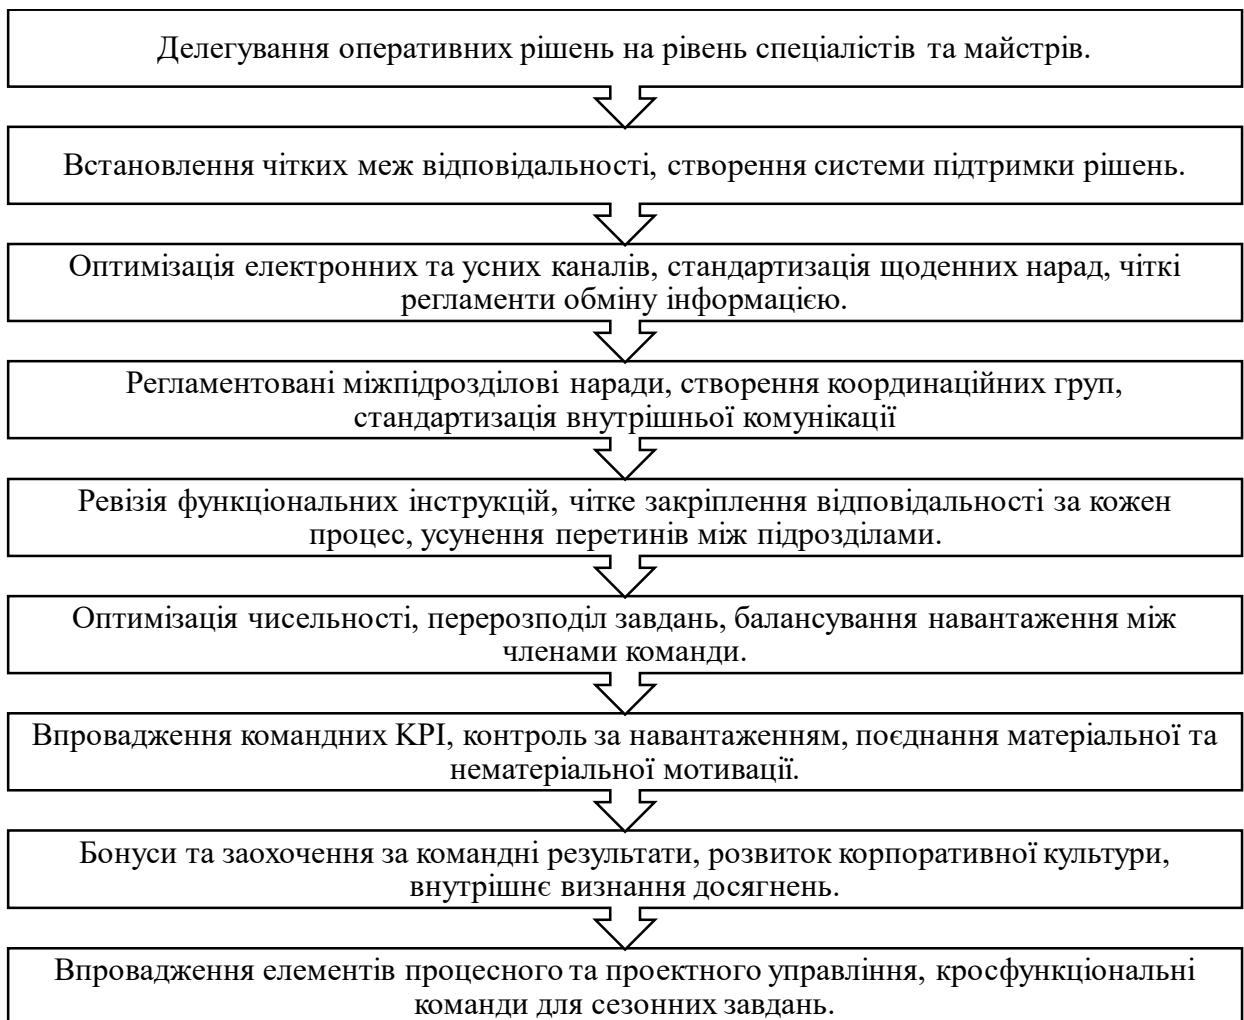 Делегування оперативних рішень на рівень спеціалістів та майстрів.
Встановлення чітких меж відповідальності, створення системи підтримки рішень.
Оптимізація електронних та усних каналів, стандартизація щоденних нарад, чіткі
регламенти обміну інформацією.
Регламентовані міжпідрозділові наради, створення координаційних груп,
стандартизація внутрішньої комунікації
Ревізія функціональних інструкцій, чітке закріплення відповідальності за кожен
процес, усунення перетинів між підрозділами.
Оптимізація чисельності, перерозподіл завдань, балансування навантаження між
членами команди.
Впровадження командних KPI, контроль за навантаженням, поєднання матеріальної та
нематеріальної мотивації.
Бонуси та заохочення за командні результати, розвиток корпоративної культури,
внутрішнє визнання досягнень.
Впровадження елементів процесного та проектного управління, кросфункціональні
команди для сезонних завдань.